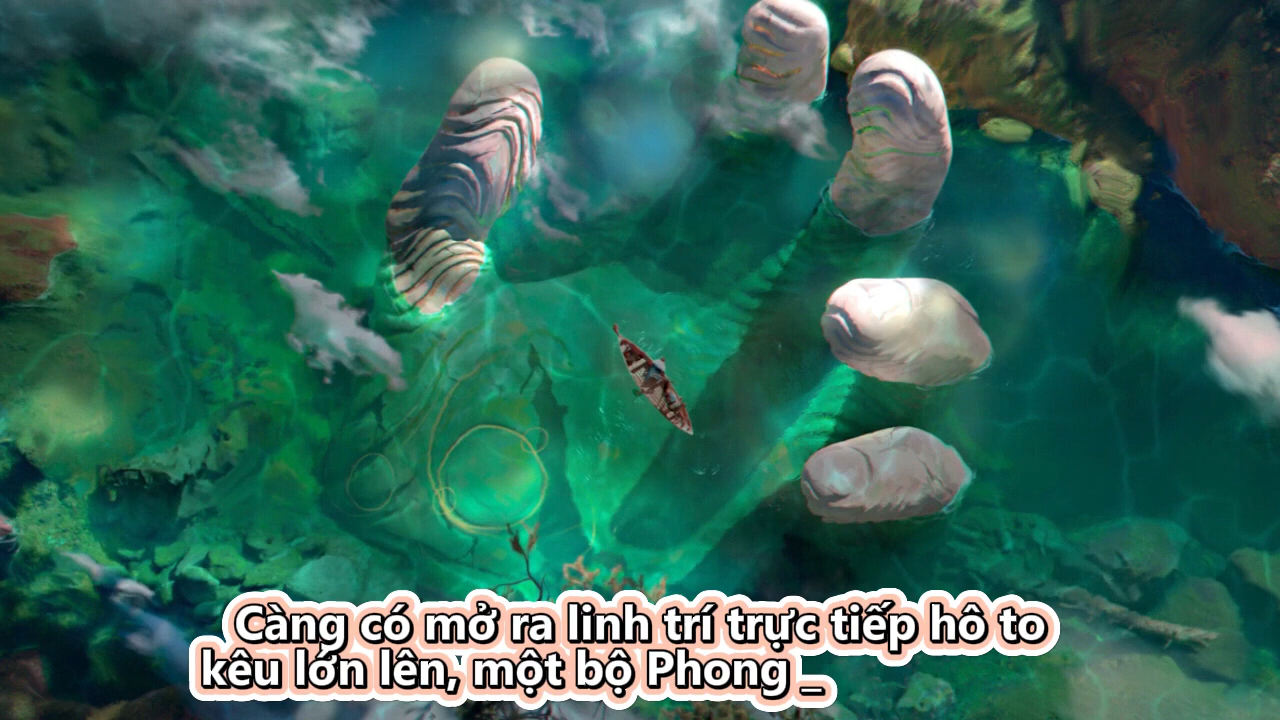 Càng có mở ra linh trí trực tiếp hô to
kêu lớn lên, một bộ Phong _